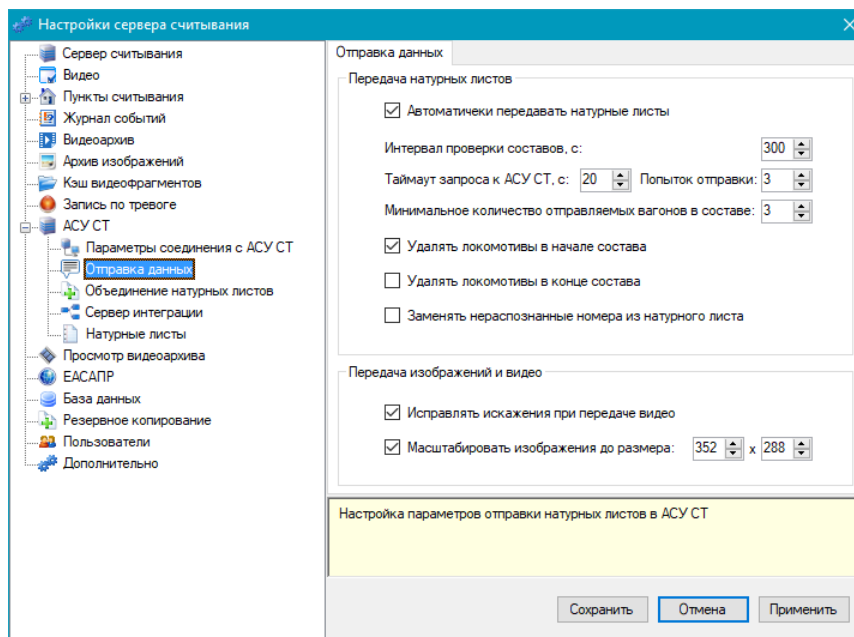 Настройки сервера считывания
Сервер считывания
Видео
Пункты считывания
Журнал событий
Видеоархив
Архив изображений
Кэш видеофрагментов
Запись по тревоге
АСУ СТ
Параметры соединения с АСУ СТ
Отправка данных
Объединение натурных листов
Сервер интеграции
Натурные листы
Просмотр видеоархива
ЕАСАПР
База данных
Резервное копирование
Пользователи
Дополнительно
Отправка данных
Передача натурных листов
Автоматичеки передавать натурные листы
Интервал проверки составов, с: 300
Таймаут запроса к АСУ СТ, с: 20 Попыток отправки: 3
Минимальное количество отправляемых вагонов в составе: 3
Удалять локомотивы в начале состава
Удалять локомотивы в конце состава
Заменять нераспознанные номера из натурного листа
Передача изображений и видео
Исправлять искажения при передаче видео
Масштабировать изображения до размера: 352 x 288
Настройка параметров отправки натурных листов в АСУ СТ
Сохранить Отмена Применить